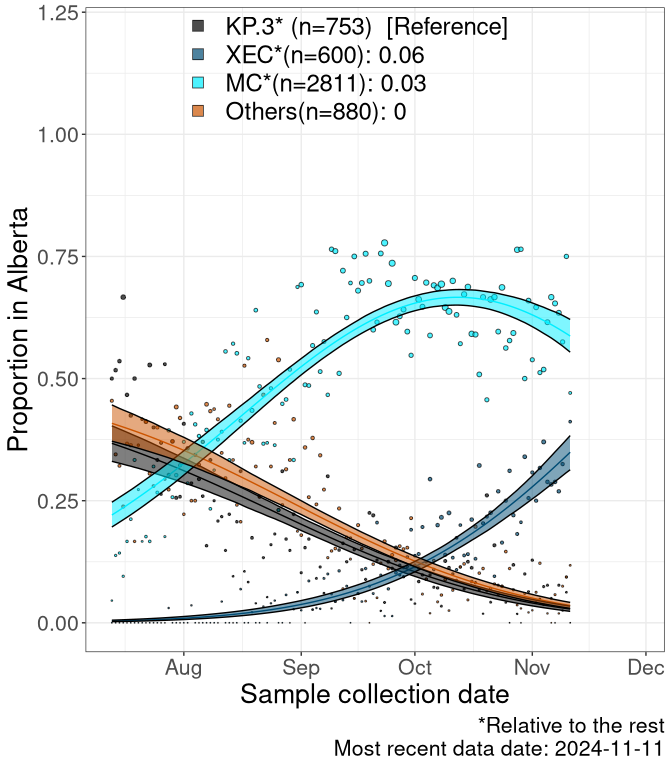 KP.3* (n=753)  [Reference]
XEC*(n=600): 0.06
MC*(n=2811): 0.03
Others(n=880): 0
1.25
1.00
0.75
0.50
0.25
0.00
Proportion in Alberta
Aug Sep Oct Nov Dec
Sample collection date
*Relative to the rest
Most recent data date: 2024-11-11